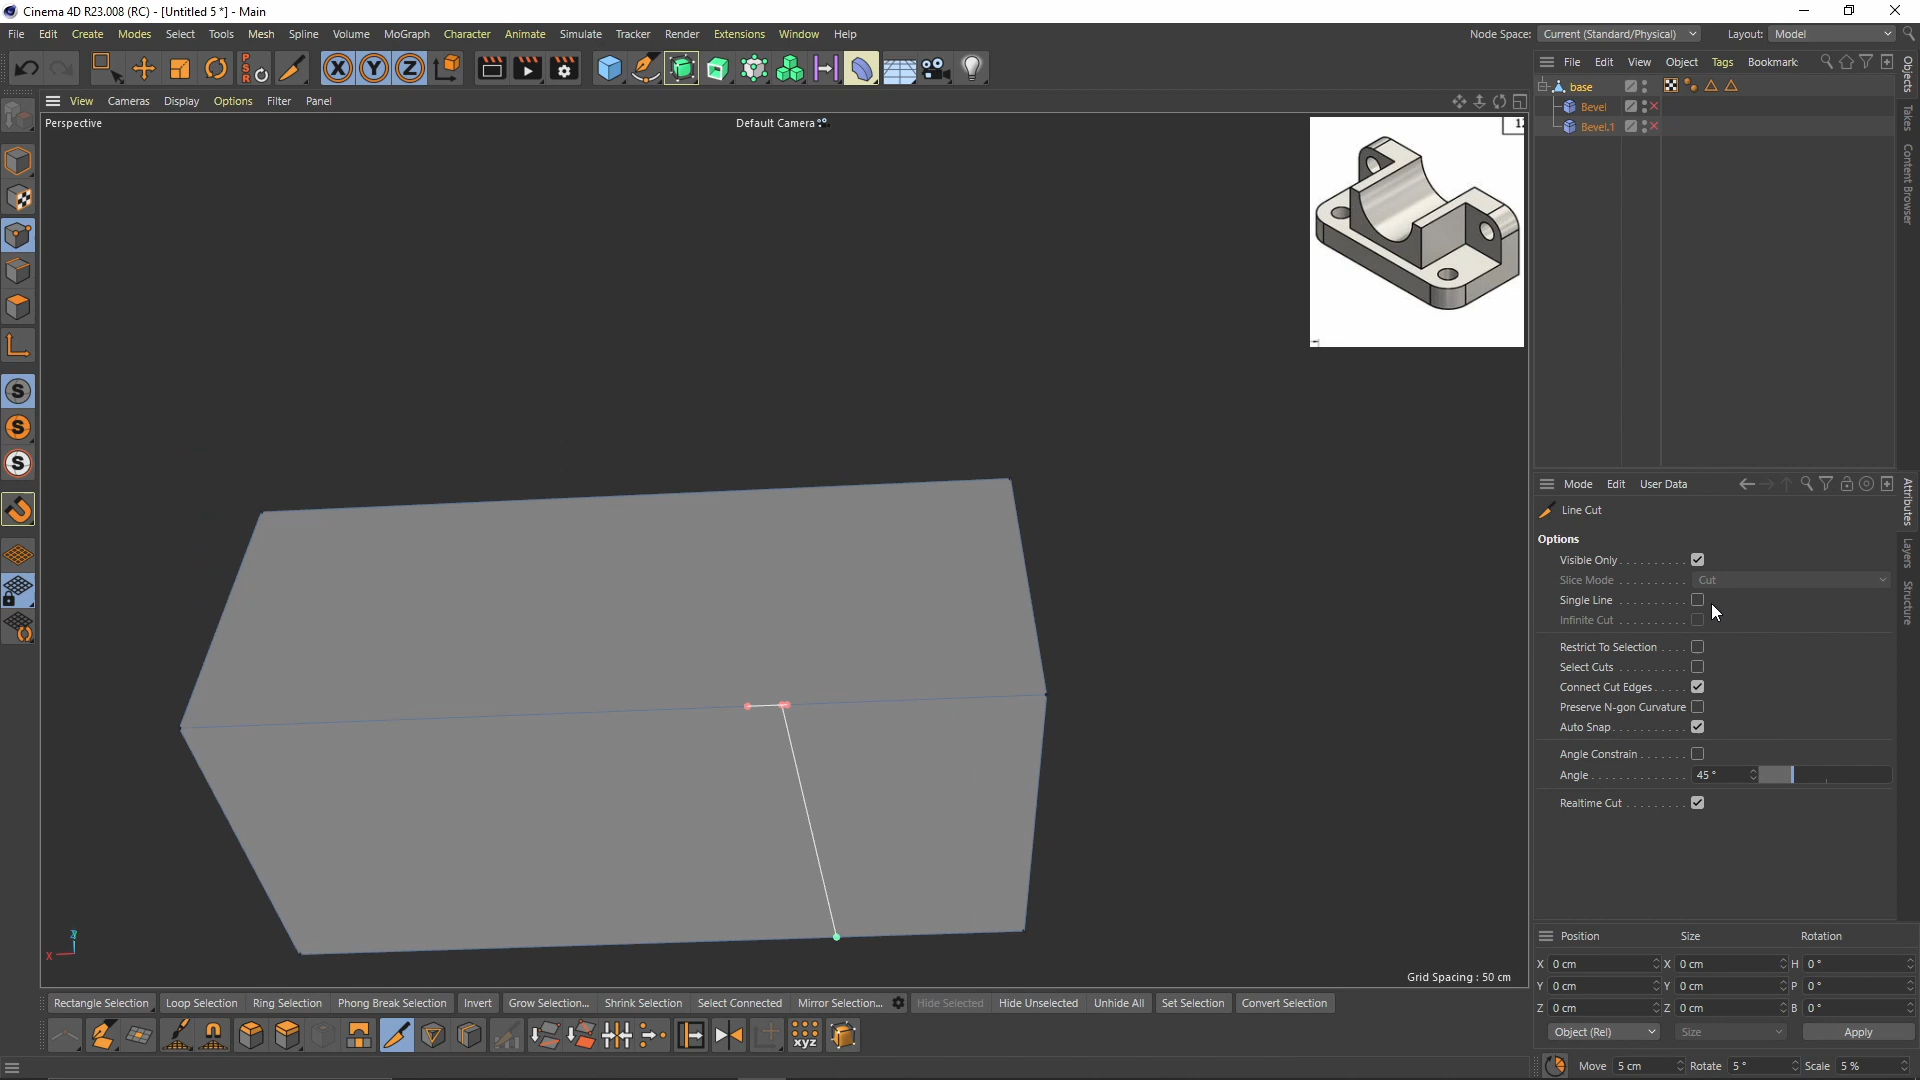 Cinema 4D R23.008 (RC) - [Untitled 5 *] - Main
File Edit Create Modes Select Tools Mesh Spline Volume MoGraph Character Animate Simulate Tracker Render Extensions Window Help
Node Space: Current (Standard/Physical) Layout: Model
File Edit View Object Tags Bookmark
View Cameras Display Options Filter Panel
Perspective
Default Camera
base
Bevel
Bevel.1
Objects
Takes
Content Browser
Mode Edit User Data
Line Cut
Options
Visible Only
Slice Mode Cut
Single Line
Infinite Cut
Restrict To Selection
Select Cuts
Connect Cut Edges
Preserve N-gon Curvature
Auto Snap
Angle Constrain
Angle 45 °
Realtime Cut
Attributes
Layers
Structure
Grid Spacing : 50 cm
Position Size Rotation
X 0 cm X 0 cm H 0 °
Y 0 cm Y 0 cm P 0 °
Z 0 cm Z 0 cm B 0 °
Object (Rel) Size Apply
Rectangle Selection Loop Selection Ring Selection Phong Break Selection Invert Grow Selection... Shrink Selection Select Connected Mirror Selection... Hide Selected Hide Unselected Unhide All Set Selection Convert Selection
Move 5 cm Rotate 5 ° Scale 5 %